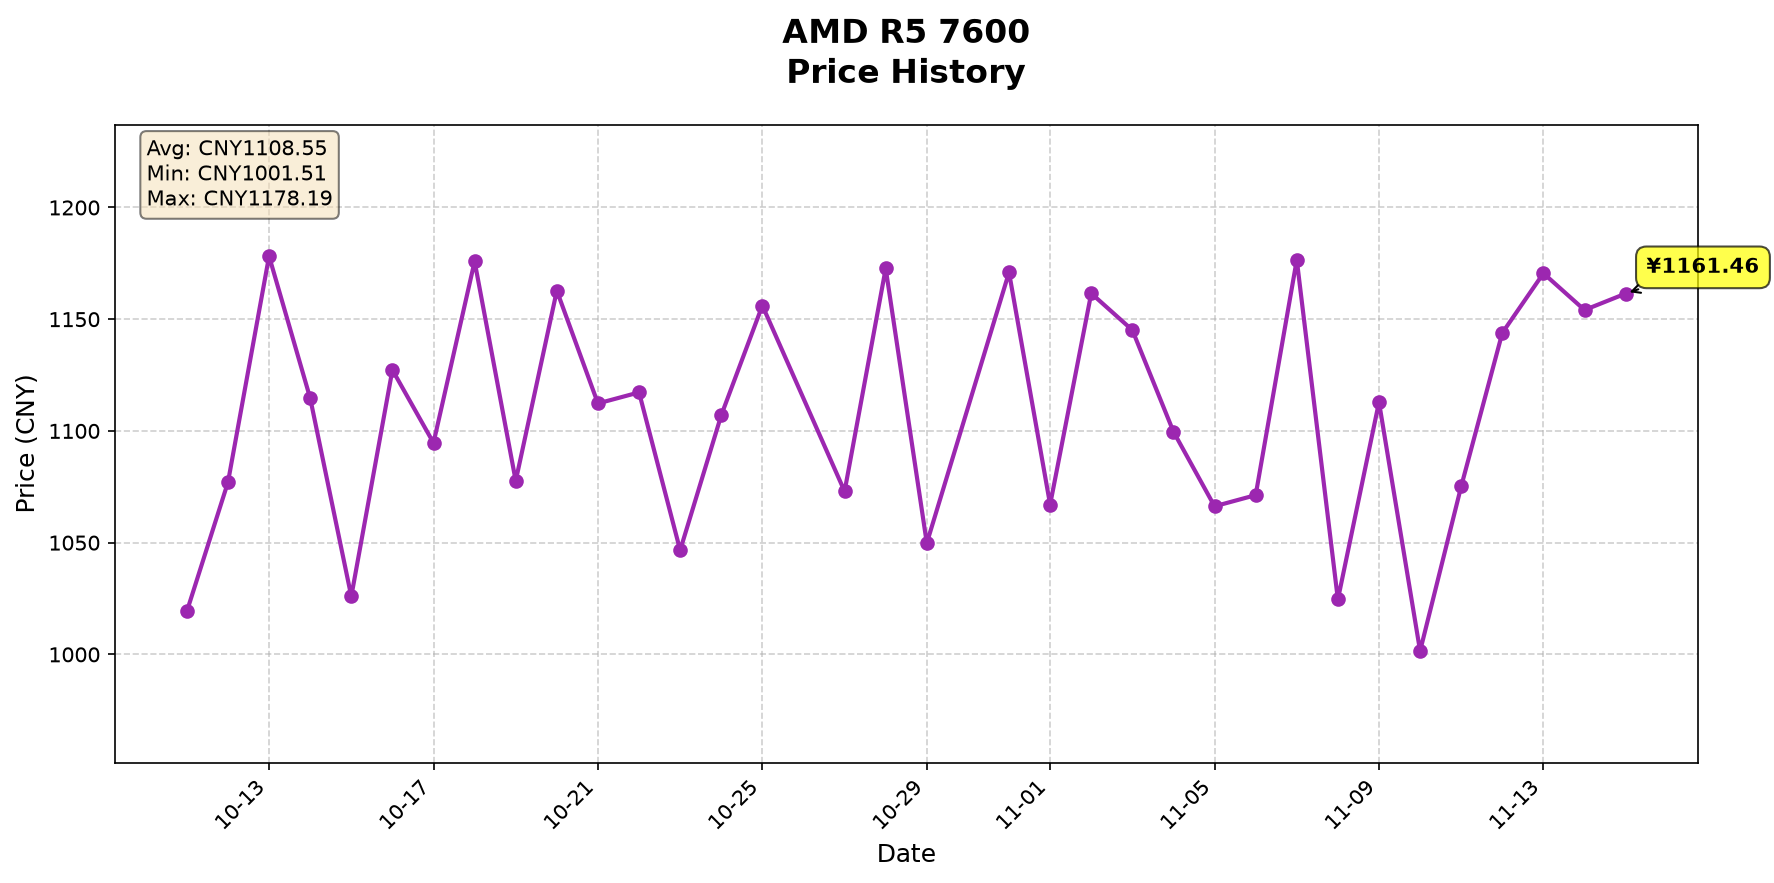 AMD R5 7600
Price History
Avg: CNY1108.55
Min: CNY1001.51
Max: CNY1178.19
¥1161.46
Price (CNY)
1200
1150
1100
1050
1000
10-13
10-17
10-21
10-25
10-29
11-01
11-05
11-09
11-13
Date